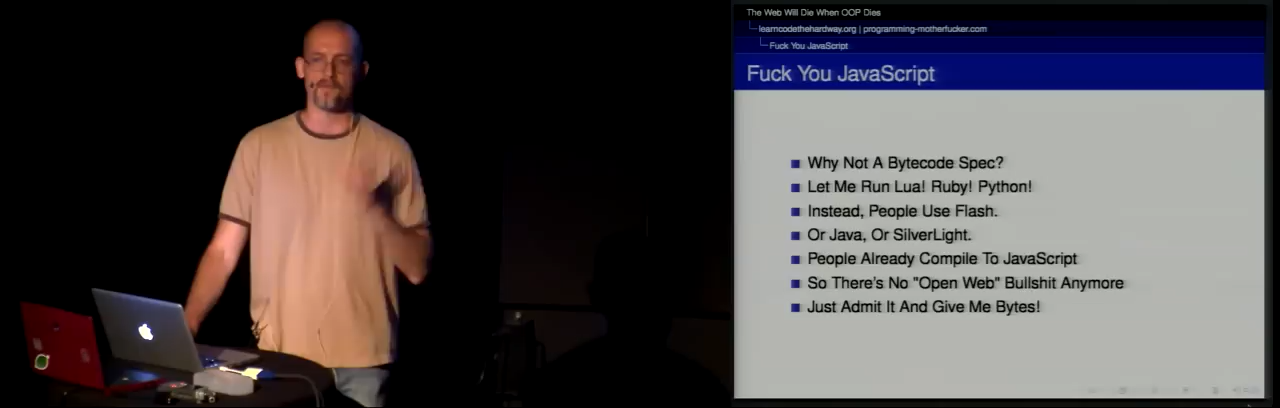 The Web Will Die When OOP Dies
learncodethehardway.org | programming-motherfucker.com
Fuck You JavaScript
Fuck You JavaScript
Why Not A Bytecode Spec?
Let Me Run Lua! Ruby! Python!
Instead, People Use Flash.
Or Java, Or SilverLight.
People Already Compile To JavaScript
So There's No "Open Web" Bullshit Anymore
Just Admit It And Give Me Bytes!